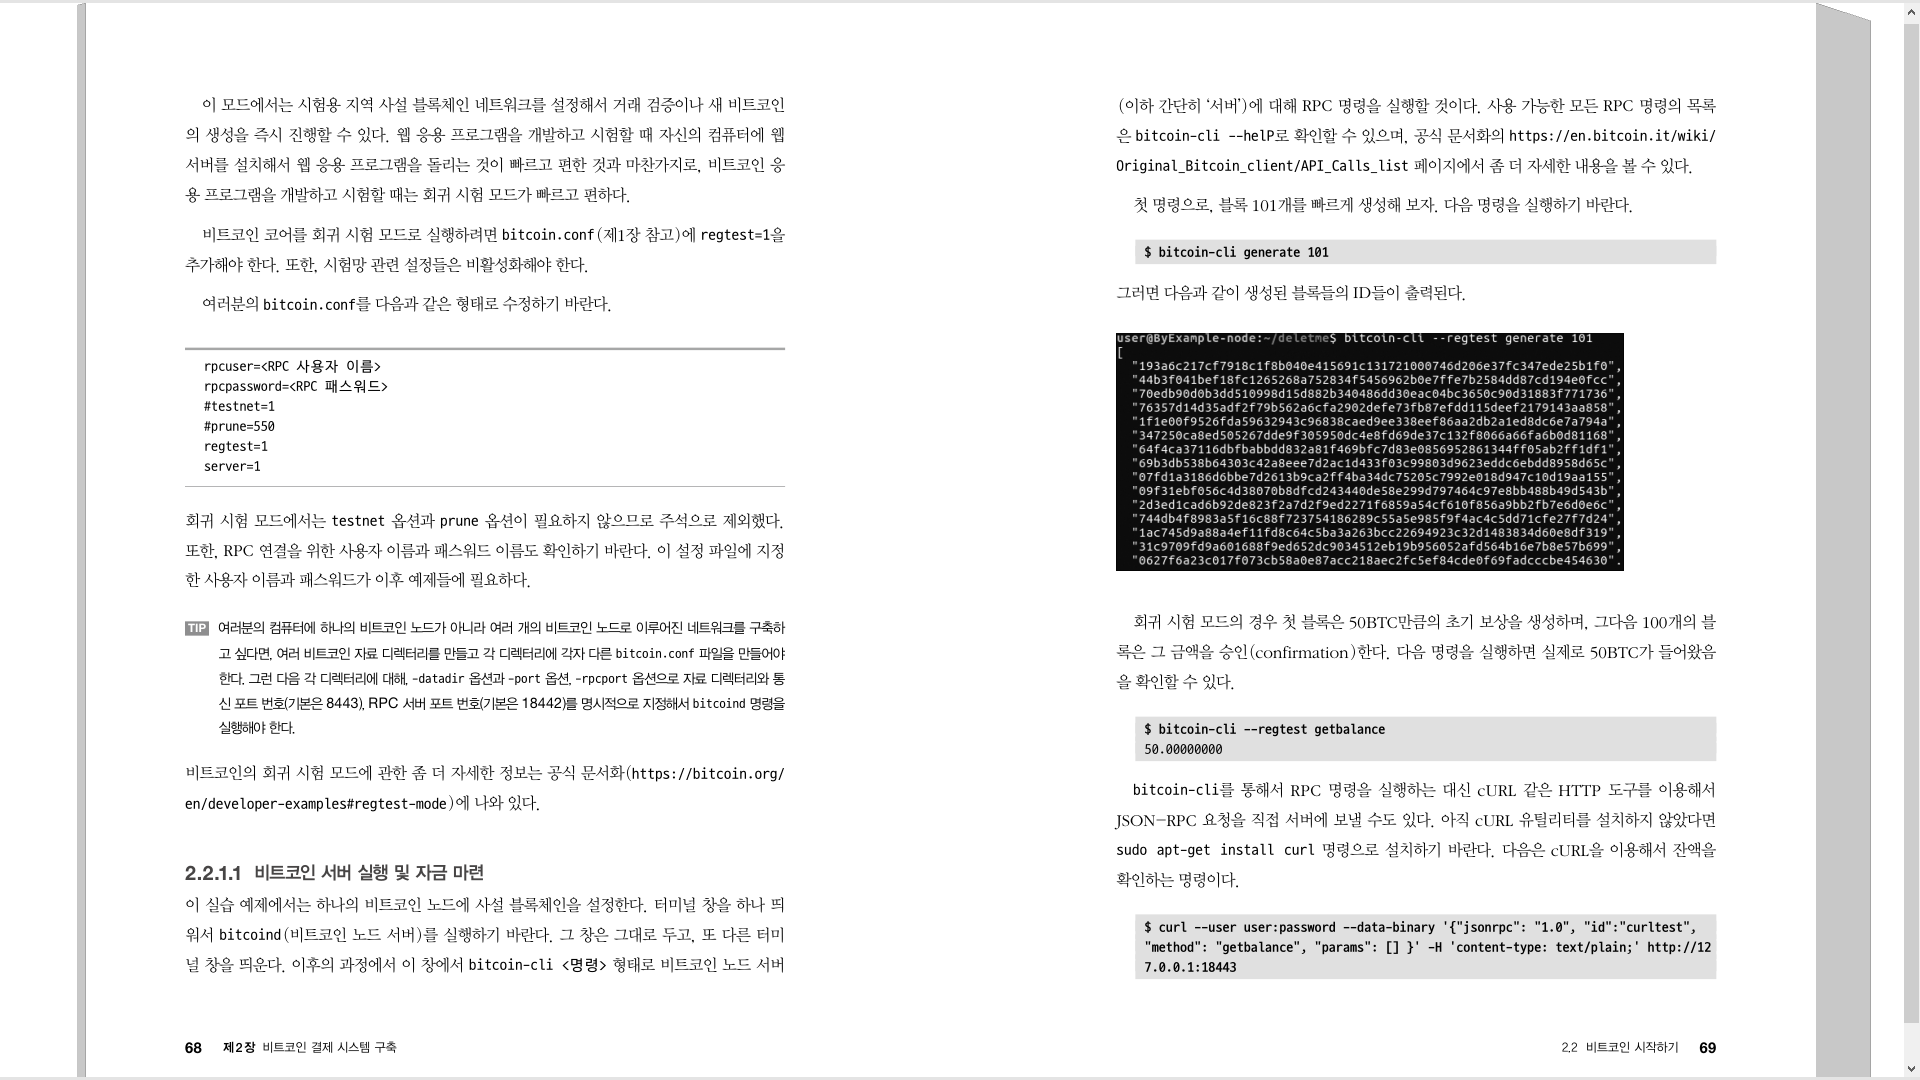 이 모드에서는 시험용 지역 사설 블록체인 네트워크를 설정해서 거래 검증이나 새 비트코인
의 생성을 즉시 진행할 수 있다. 웹 응용 프로그램을 개발하고 시험할 때 자신의 컴퓨터에 웹
서버를 설치해서 웹 응용 프로그램을 돌리는 것이 빠르고 편한 것과 마찬가지로, 비트코인 응
용 프로그램을 개발하고 시험할 때는 회귀 시험 모드가 빠르고 편하다.
비트코인 코어를 회귀 시험 모드로 실행하려면 bitcoin.conf(제1장 참고)에 regtest=1을
추가해야 한다. 또한, 시험망 관련 설정들은 비활성화해야 한다.
여러분의 bitcoin.conf를 다음과 같은 형태로 수정하기 바란다.
rpcuser=<RPC 사용자 이름>
rpcpassword=<RPC 패스워드>
#testnet=1
#prune=550
regtest=1
server=1
회귀 시험 모드에서는 testnet 옵션과 prune 옵션이 필요하지 않으므로 주석으로 제외했다.
또한, RPC 연결을 위한 사용자 이름과 패스워드 이름도 확인하기 바란다. 이 설정 파일에 지정
한 사용자 이름과 패스워드가 이후 예제들에 필요하다.
TIP 여러분의 컴퓨터에 하나의 비트코인 노드가 아니라 여러 개의 비트코인 노드로 이루어진 네트워크를 구축하
고 싶다면, 여러 비트코인 자료 디렉터리를 만들고 각 디렉터리에 각자 다른 bitcoin.conf 파일을 만들어야
한다. 그런 다음 각 디렉터리에 대해, -datadir 옵션과 -port 옵션, -rpcport 옵션으로 자료 디렉터리와 통
신 포트 번호(기본은 8443), RPC 서버 포트 번호(기본은 18442)를 명시적으로 지정해서 bitcoind 명령을
실행해야 한다.
비트코인의 회귀 시험 모드에 관한 좀 더 자세한 정보는 공식 문서화(https://bitcoin.org/
en/developer-examples#regtest-mode)에 나와 있다.
2.2.1.1 비트코인 서버 실행 및 자금 마련
이 실습 예제에서는 하나의 비트코인 노드에 사설 블록체인을 설정한다. 터미널 창을 하나 띄
워서 bitcoind(비트코인 노드 서버)를 실행하기 바란다. 그 창은 그대로 두고, 또 다른 터미
널 창을 띄운다. 이후의 과정에서 이 창에서 bitcoin-cli <명령> 형태로 비트코인 노드 서버
68 제2장 비트코인 결제 시스템 구축
(이하 간단히 ‘서버’)에 대해 RPC 명령을 실행할 것이다. 사용 가능한 모든 RPC 명령의 목록
은 bitcoin-cli --helP로 확인할 수 있으며, 공식 문서화의 https://en.bitcoin.it/wiki/
Original_Bitcoin_client/API_Calls_list 페이지에서 좀 더 자세한 내용을 볼 수 있다.
첫 명령으로, 블록 101개를 빠르게 생성해 보자. 다음 명령을 실행하기 바란다.
$ bitcoin-cli generate 101
그러면 다음과 같이 생성된 블록들의 ID들이 출력된다.
user@ByExample-node:~/deletme$ bitcoin-cli --regtest generate 101
[
"193a6c217cf7918c1f8b040e415691c131721000746d206e37fc347ede25b1f0",
"44b3f041bef18fc1265268a752834f5456962b0e7ffe7b2584dd87cd194e0fcc",
"70edb90d0b3dd510998d15d882b340486dd30eac04bc3650c90d31883f771736",
"76357d14d35adf2f79b562a6cfa2902defe73fb87efdd115deef2179143aa858",
"1f1e00f9526fda59632943c96838caed9ee338eef86aa2db2a1ed8dc6e7a794a",
"347250ca8ed505267dde9f305950dc4e8fd69de37c132f8066a66fa6b0d81168",
"64f4ca37116dbfbabbdd832a81f469bfc7d83e0856952861344ff05ab2ff1df1",
"69b3db538b64303c42a8eee7d2ac1d433f03c99803d9623eddc6ebdd8958d65c",
"07fd1a3186d6bbe7d2613b9ca2ff4ba34dc75205c7992e018d947c10d19aa155",
"09f31ebf056c4d38070b8dfcd243440de58e299d797464c97e8bb488b49d543b",
"2d3ed1cad6b92de823f2a7d2f9ed2271f6859a54cf610f856a9bb2fb7e6d0e6c",
"744db4f8983a5f16c88f723754186289c55a5e985f9f4ac4c5dd71cfe27f7d24",
"1ac745d9a88a4ef11fd8c64c5ba3a263bcc22694923c32d1483834d60e8df319",
"31c9709fd9a601688f9ed652dc9034512eb19b956052afd564b16e7b8e57b699",
"0627f6a23c017f073cb58a0e87acc218aec2fc5ef84cde0f69fadcccbe454630".
회귀 시험 모드의 경우 첫 블록은 50BTC만큼의 초기 보상을 생성하며, 그다음 100개의 블
록은 그 금액을 승인(confirmation)한다. 다음 명령을 실행하면 실제로 50BTC가 들어왔음
을 확인할 수 있다.
$ bitcoin-cli --regtest getbalance
50.00000000
bitcoin-cli를 통해서 RPC 명령을 실행하는 대신 cURL 같은 HTTP 도구를 이용해서
JSON-RPC 요청을 직접 서버에 보낼 수도 있다. 아직 cURL 유틸리티를 설치하지 않았다면
sudo apt-get install curl 명령으로 설치하기 바란다. 다음은 cURL을 이용해서 잔액을
확인하는 명령이다.
$ curl --user user:password --data-binary '{"jsonrpc": "1.0", "id":"curltest",
"method": "getbalance", "params": [] }' -H 'content-type: text/plain;' http://12
7.0.0.1:18443
2.2 비트코인 시작하기 69